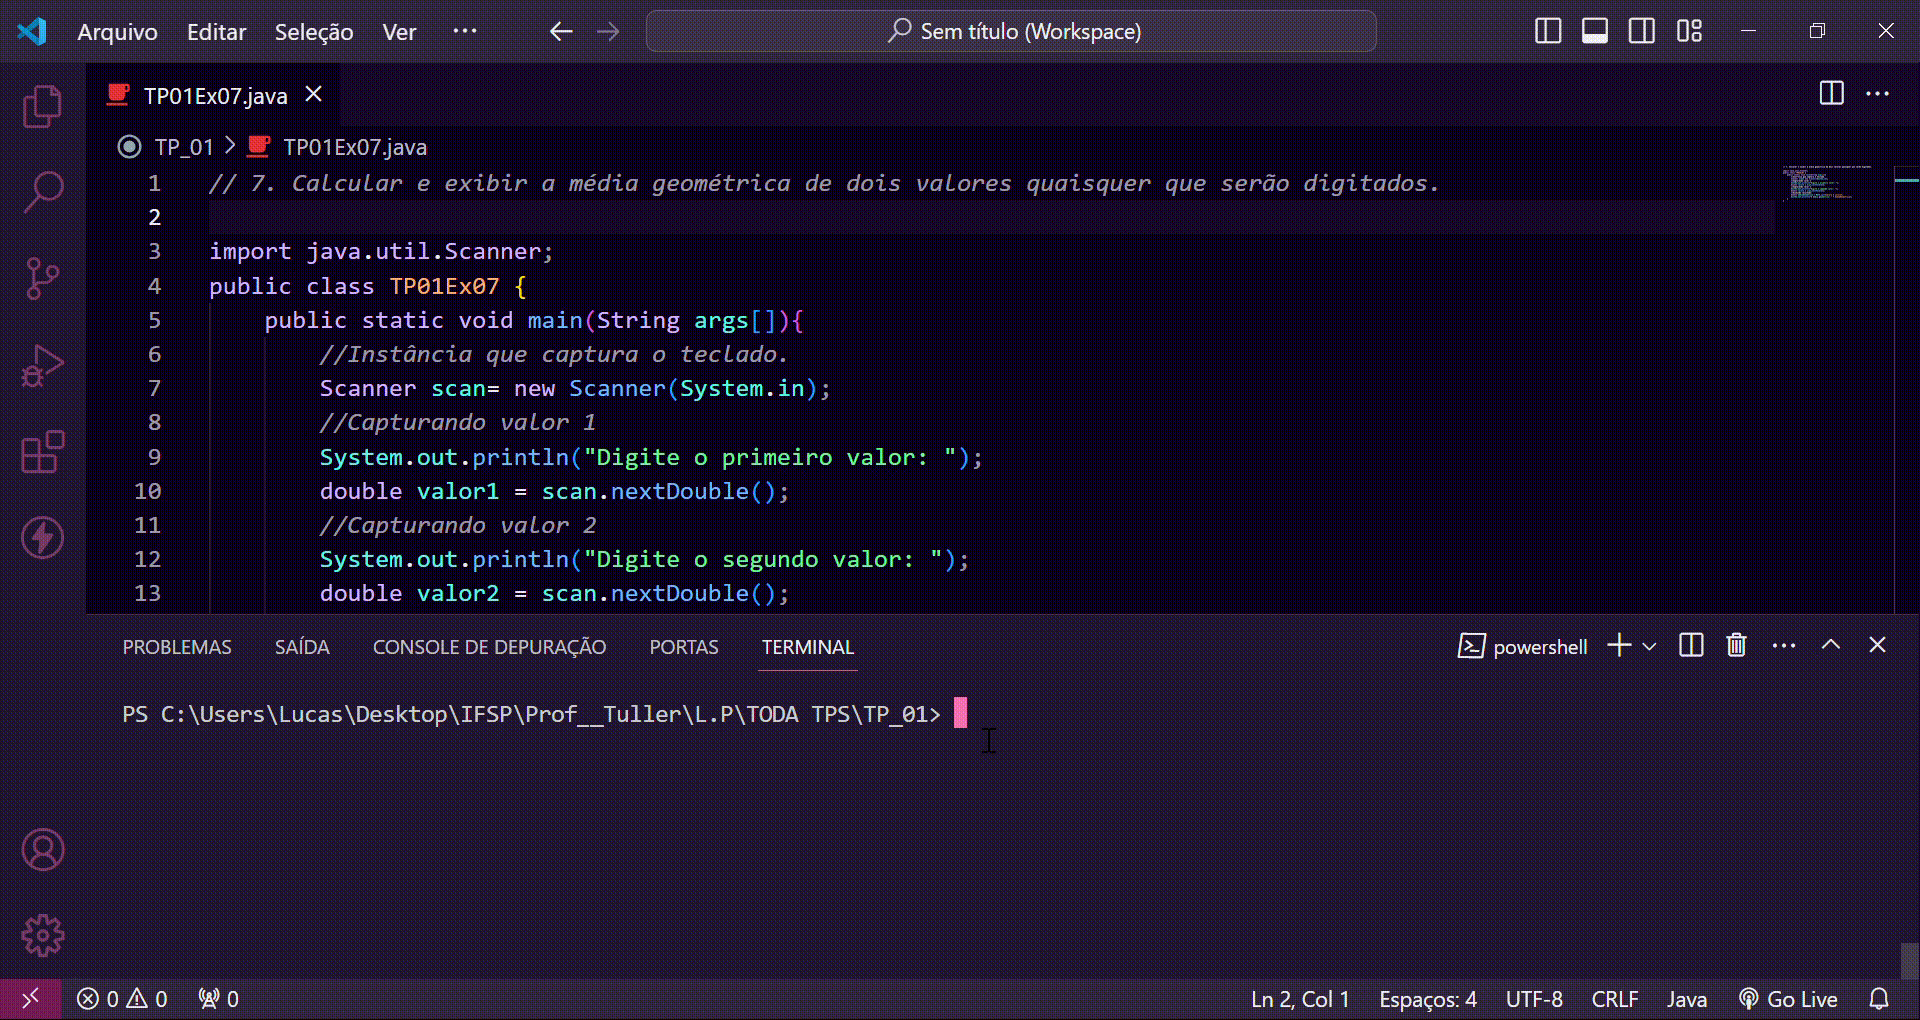 Arquivo Editar Seleção Ver ··· Sem título (Workspace)
TP01Ex07.java
TP_01 > TP01Ex07.java
1 // 7. Calcular e exibir a média geométrica de dois valores quaisquer que serão digitados.
2
3 import java.util.Scanner;
4 public class TP01Ex07 {
5 public static void main(String args[]){
6 //Instância que captura o teclado.
7 Scanner scan= new Scanner(System.in);
8 //Capturando valor 1
9 System.out.println("Digite o primeiro valor: ");
10 double valor1 = scan.nextDouble();
11 //Capturando valor 2
12 System.out.println("Digite o segundo valor: ");
13 double valor2 = scan.nextDouble();
PROBLEMAS SAÍDA CONSOLE DE DEPURAÇÃO PORTAS TERMINAL powershell
PS C:\Users\Lucas\Desktop\IFSP\Prof__Tuller\L.P\TODA TPS\TP_01>
0 0 0 Ln 2, Col 1 Espaços: 4 UTF-8 CRLF Java Go Live